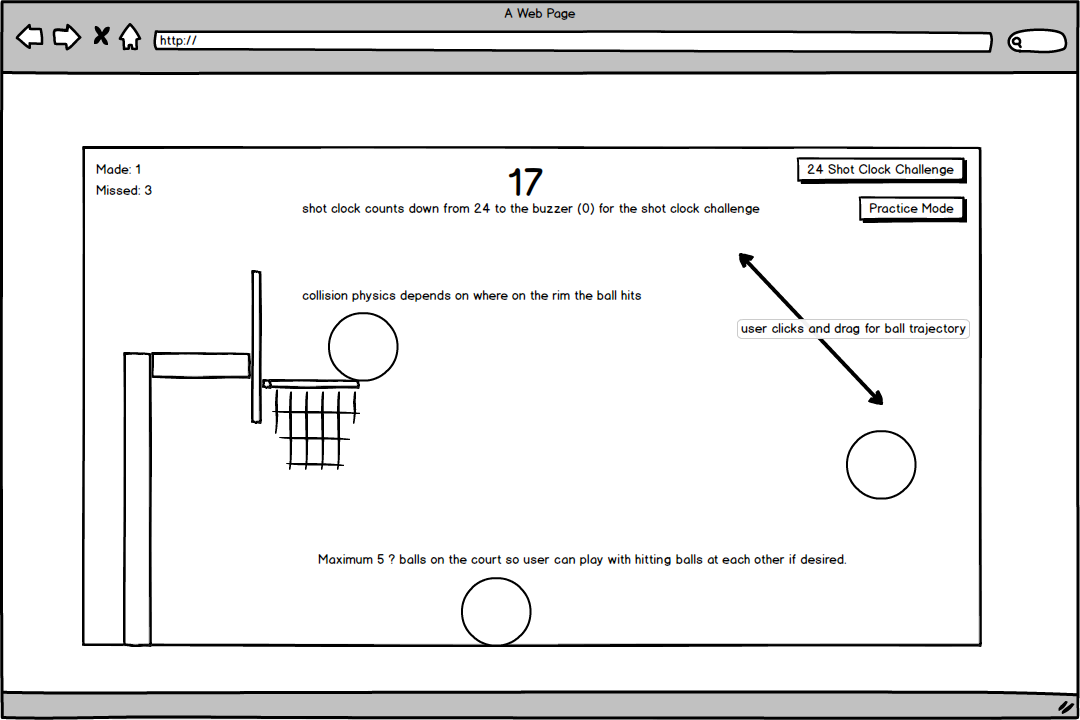 A Web Page
http://
Made: 1
Missed: 3
17
24 Shot Clock Challenge
shot clock counts down from 24 to the buzzer (0) for the shot clock challenge
Practice Mode
collision physics depends on where on the rim the ball hits
user clicks and drag for ball trajectory
Maximum 5 ? balls on the court so user can play with hitting balls at each other if desired.